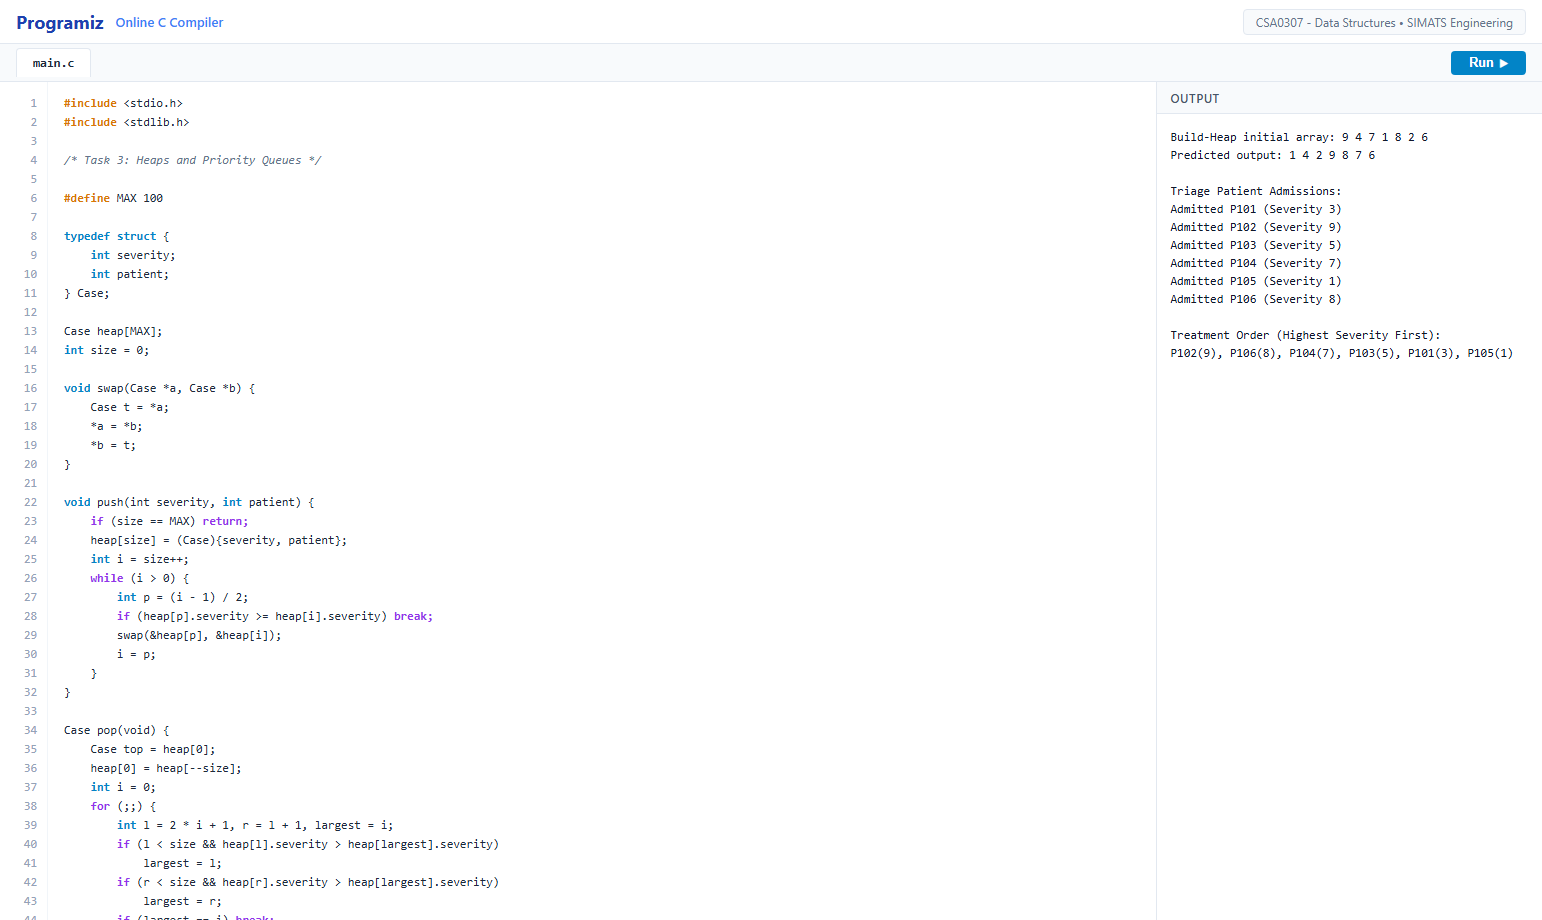 Programiz Online C Compiler
CSA0307 - Data Structures • SIMATS Engineering
main.c
Run ▶
1 #include <stdio.h>
2 #include <stdlib.h>
3
4 /* Task 3: Heaps and Priority Queues */
5
6 #define MAX 100
7
8 typedef struct {
9     int severity;
10     int patient;
11 } Case;
12
13 Case heap[MAX];
14 int size = 0;
15
16 void swap(Case *a, Case *b) {
17     Case t = *a;
18     *a = *b;
19     *b = t;
20 }
21
22 void push(int severity, int patient) {
23     if (size == MAX) return;
24     heap[size] = (Case){severity, patient};
25     int i = size++;
26     while (i > 0) {
27         int p = (i - 1) / 2;
28         if (heap[p].severity >= heap[i].severity) break;
29         swap(&heap[p], &heap[i]);
30         i = p;
31     }
32 }
33
34 Case pop(void) {
35     Case top = heap[0];
36     heap[0] = heap[--size];
37     int i = 0;
38     for (;;) {
39         int l = 2 * i + 1, r = l + 1, largest = i;
40         if (l < size && heap[l].severity > heap[largest].severity)
41             largest = l;
42         if (r < size && heap[r].severity > heap[largest].severity)
43             largest = r;
44         if (largest == i) break;
OUTPUT
Build-Heap initial array: 9 4 7 1 8 2 6
Predicted output: 1 4 2 9 8 7 6
Triage Patient Admissions:
Admitted P101 (Severity 3)
Admitted P102 (Severity 9)
Admitted P103 (Severity 5)
Admitted P104 (Severity 7)
Admitted P105 (Severity 1)
Admitted P106 (Severity 8)
Treatment Order (Highest Severity First):
P102(9), P106(8), P104(7), P103(5), P101(3), P105(1)